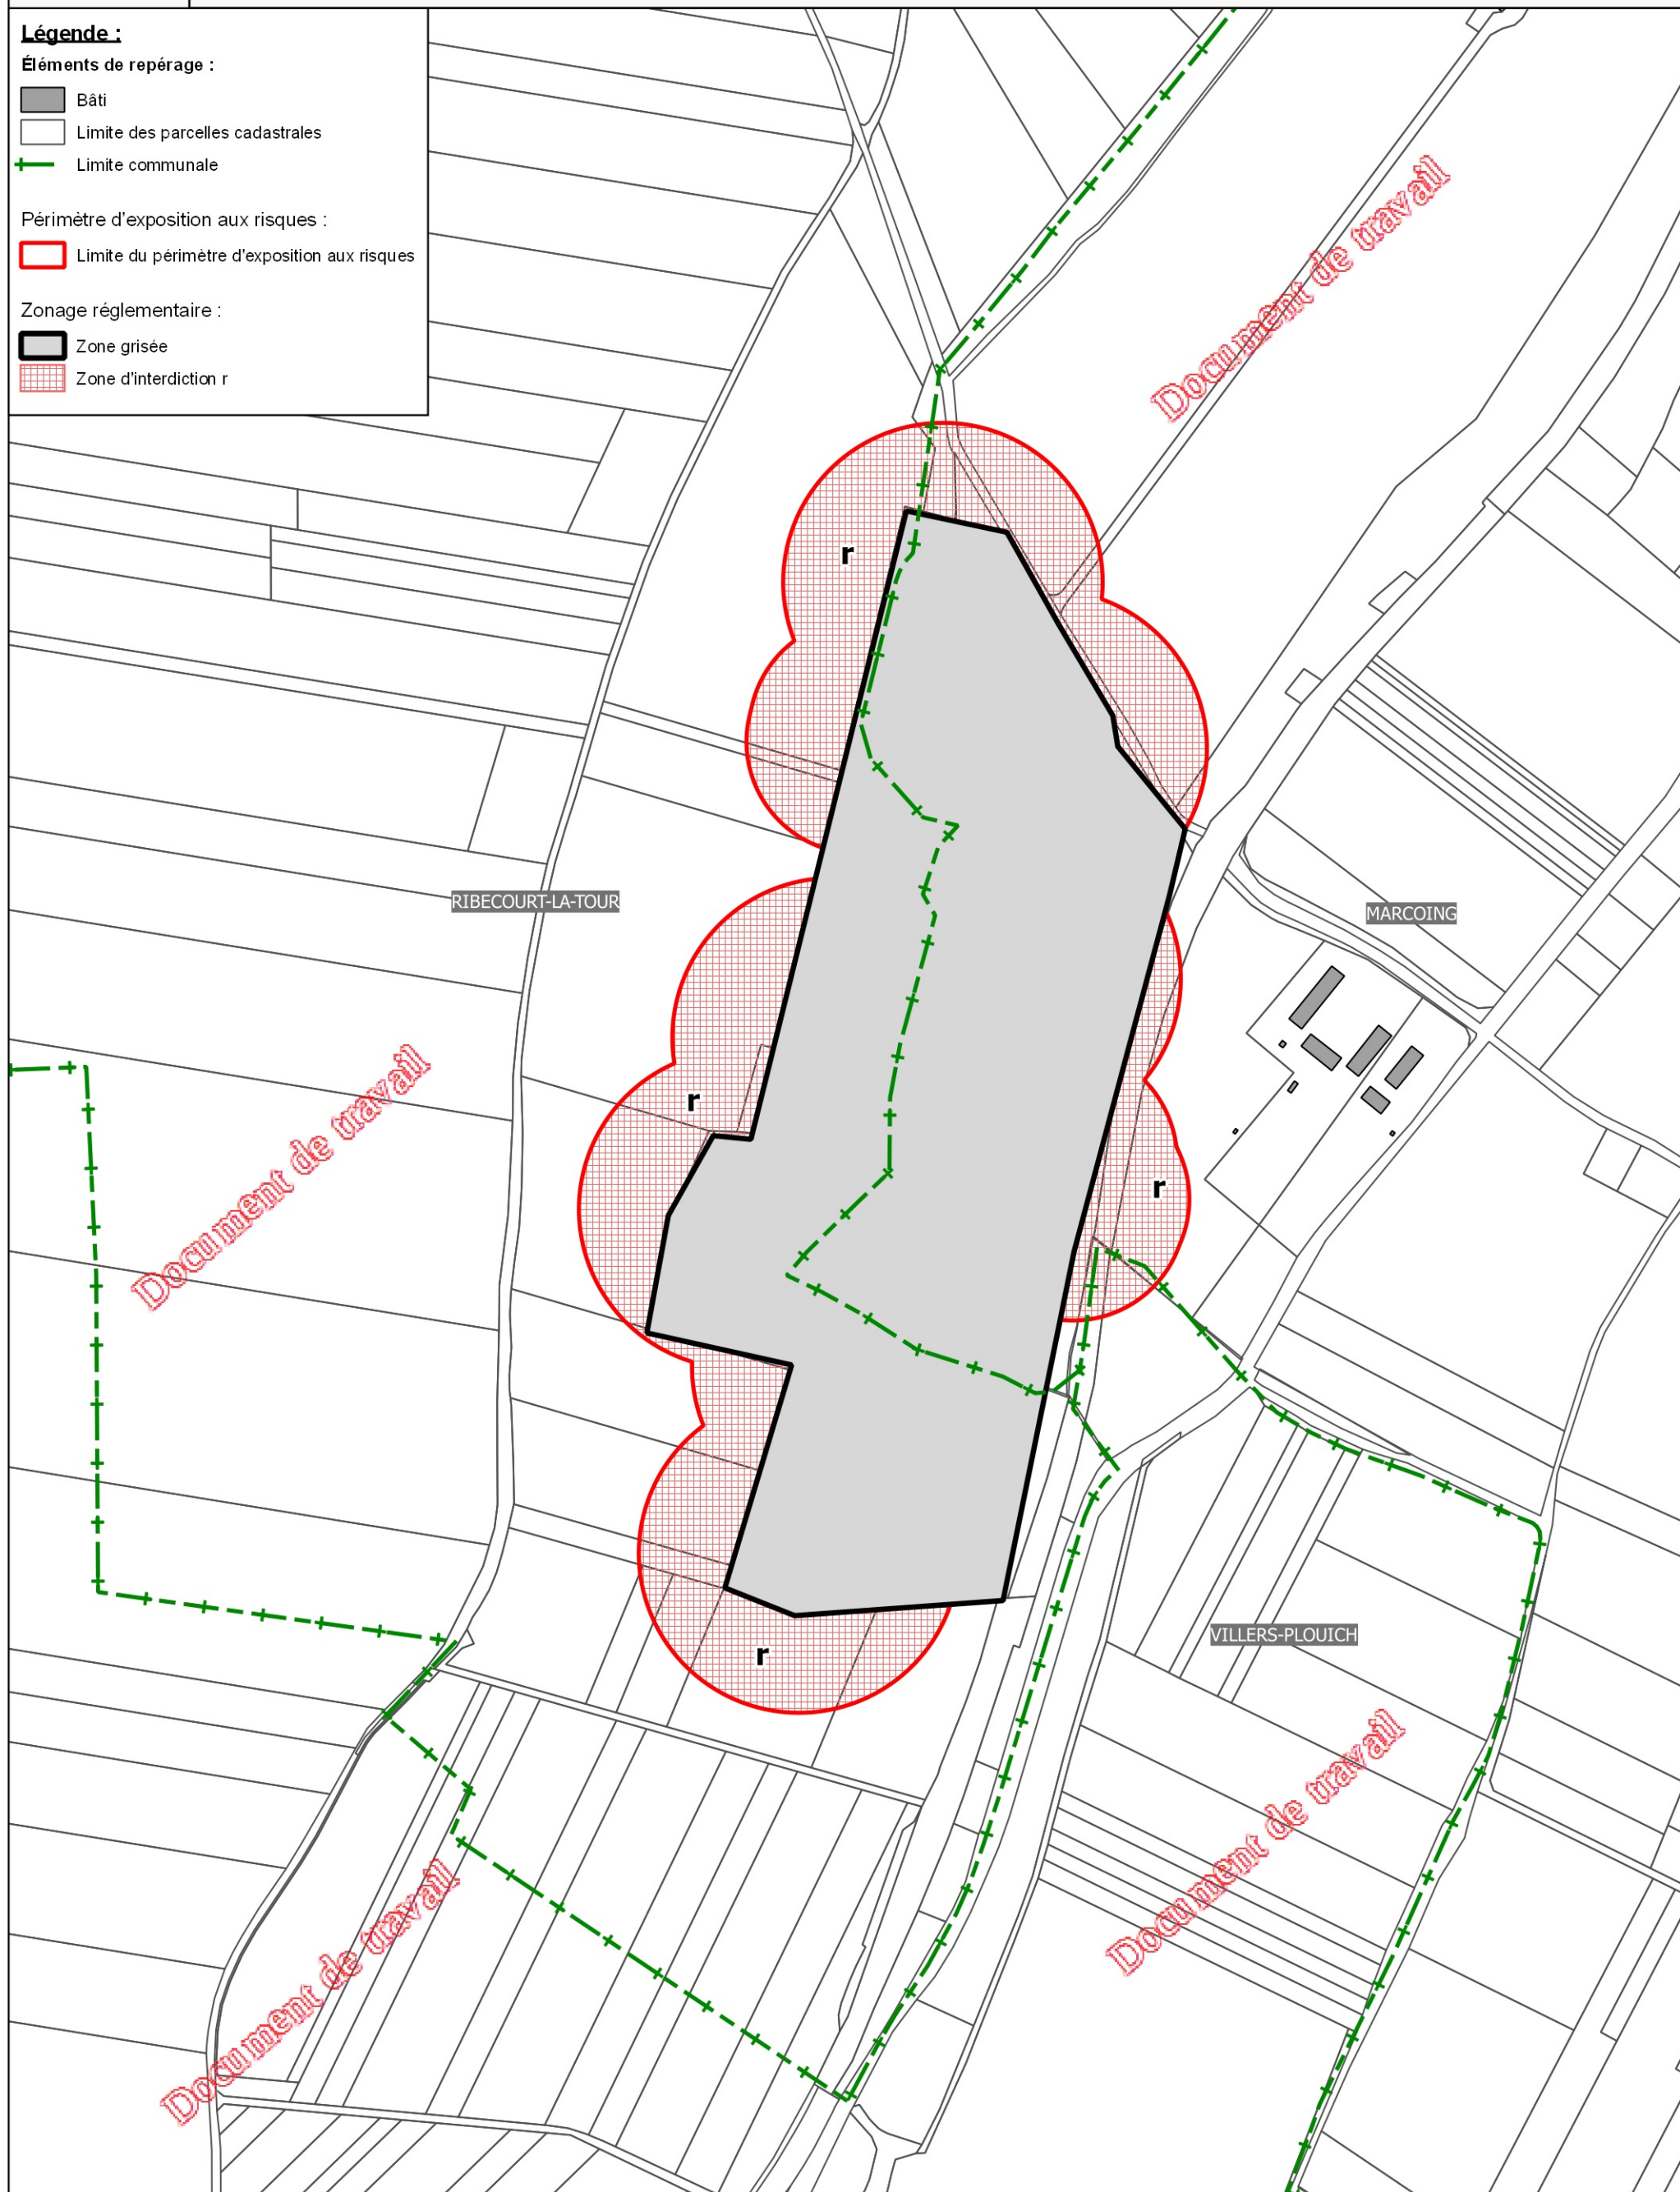 Légende :
Éléments de repérage :
Bâti
Limite des parcelles cadastrales
Limite communale
Périmètre d'exposition aux risques :
Limite du périmètre d'exposition aux risques
Zonage réglementaire :
Zone grisée
Zone d'interdiction r
Document de travail
r
RIBECOURT-LA-TOUR
MARCOING
r
Document de travail
r
VILLERS-PLOUICH
r
Document de travail
Document de travail